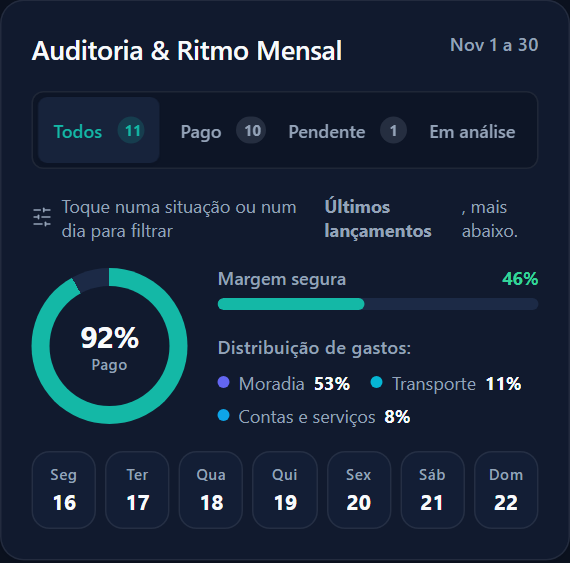 Auditoria & Ritmo Mensal
Nov 1 a 30
Todos 11 Pago 10 Pendente 1 Em análise
Toque numa situação ou num
dia para filtrar
Últimos
lançamentos
, mais
abaixo.
92%
Pago
Margem segura 46%
Distribuição de gastos:
Moradia 53% Transporte 11%
Contas e serviços 8%
Seg Ter Qua Qui Sex Sáb Dom
16 17 18 19 20 21 22